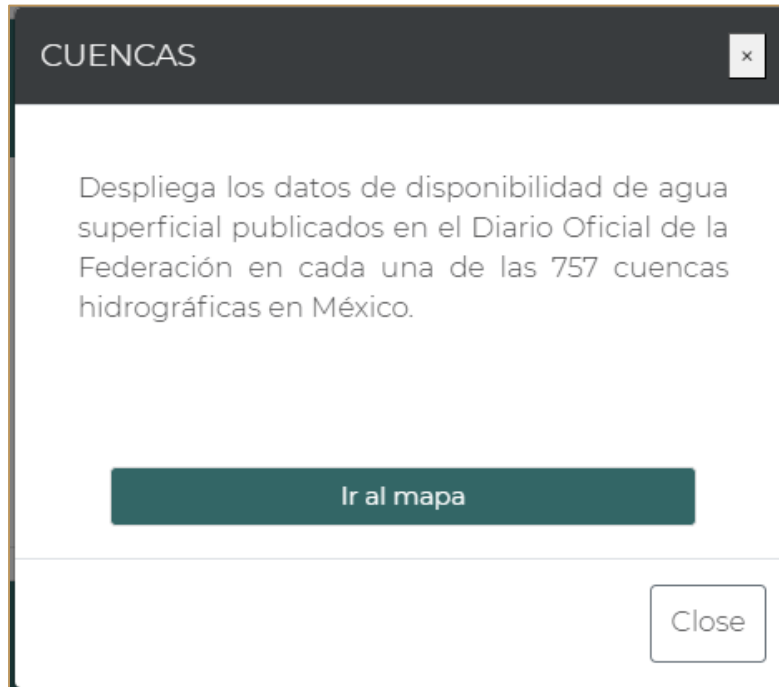 CUENCAS
×
Despliega los datos de disponibilidad de agua
superficial publicados en el Diario Oficial de la
Federación en cada una de las 757 cuencas
hidrográficas en México.
Ir al mapa
Close